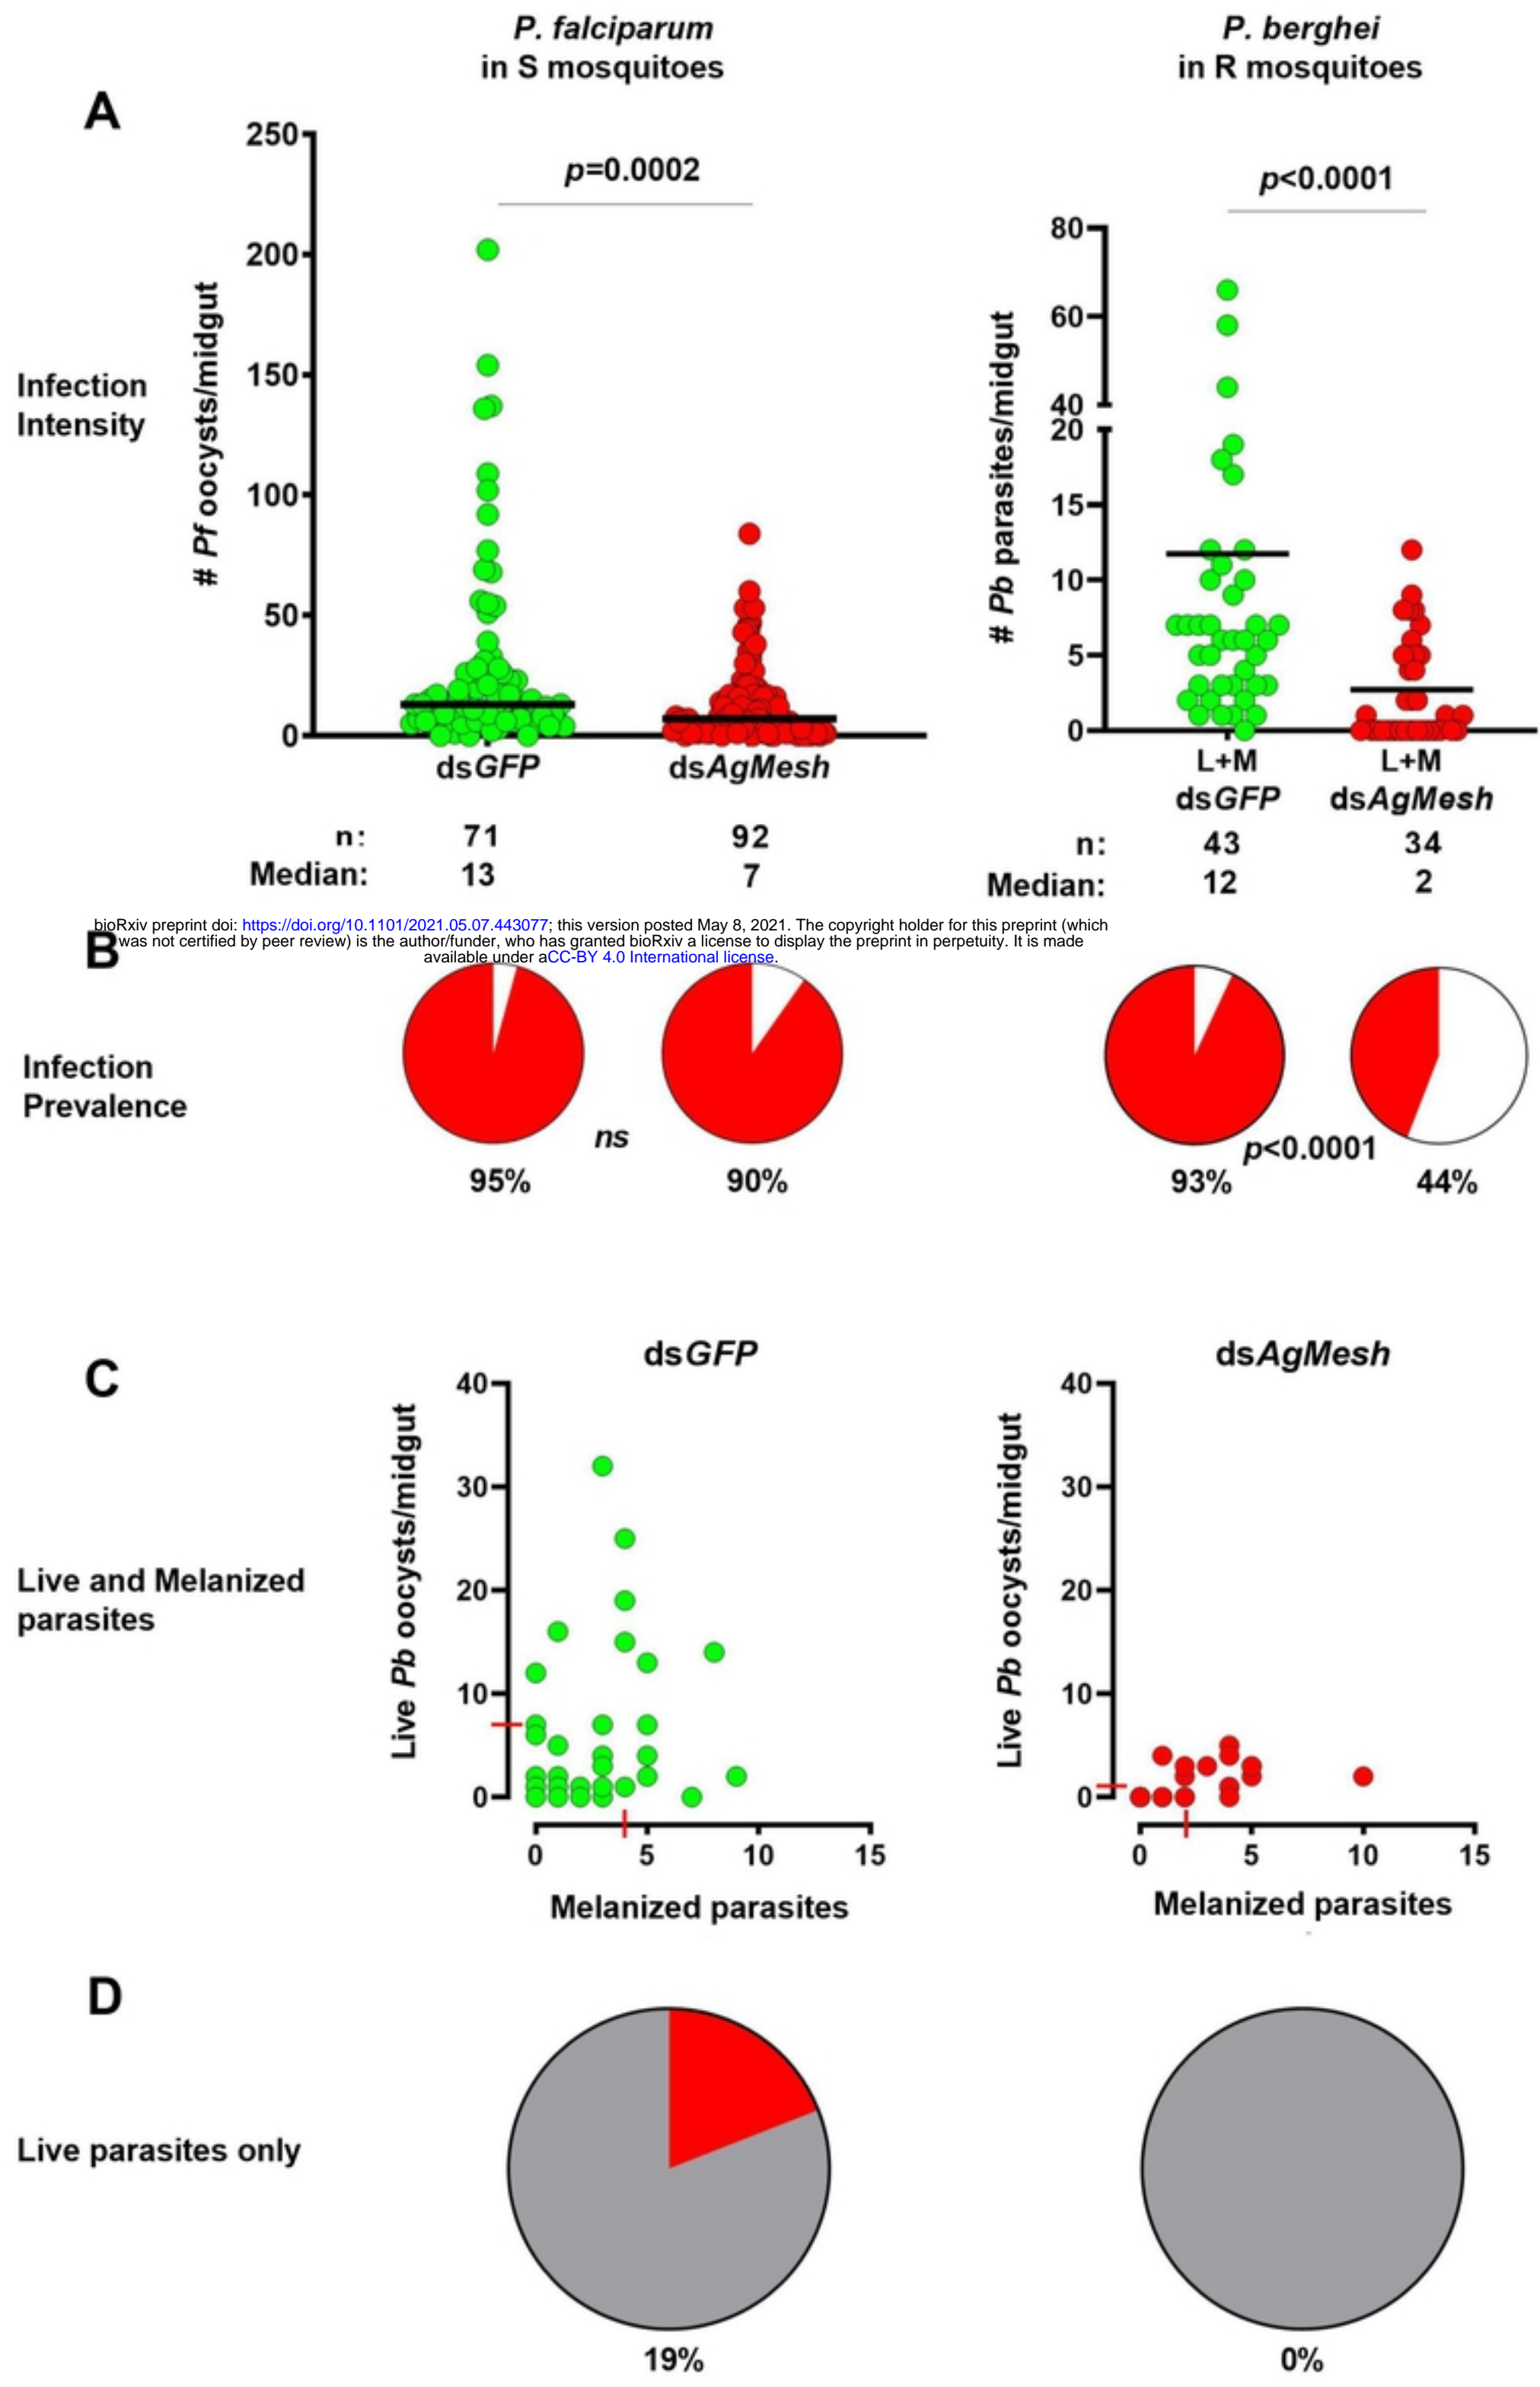 P. falciparum
in S mosquitoes
P. berghei
in R mosquitoes
A
Infection
Intensity
# Pf oocysts/midgut
250
200
150
100
50
0
p=0.0002
dsGFP
dsAgMesh
n: 71 92
Median: 13 7
# Pb parasites/midgut
80
60
40
20
15
10
5
0
p<0.0001
L+M
dsGFP
L+M
dsAgMesh
n: 43 34
Median: 12 2
bioRxiv preprint doi: https://doi.org/10.1101/2021.05.07.443077; this version posted May 8, 2021. The copyright holder for this preprint (which
was not certified by peer review) is the author/funder, who has granted bioRxiv a license to display the preprint in perpetuity. It is made
available under aCC-BY 4.0 International license.
B
Infection
Prevalence
ns
95%
90%
p<0.0001
93%
44%
C
Live and Melanized
parasites
dsGFP
Live Pb oocysts/midgut
40
30
20
10
0
0 5 10 15
Melanized parasites
dsAgMesh
Live Pb oocysts/midgut
40
30
20
10
0
0 5 10 15
Melanized parasites
D
Live parasites only
19%
0%